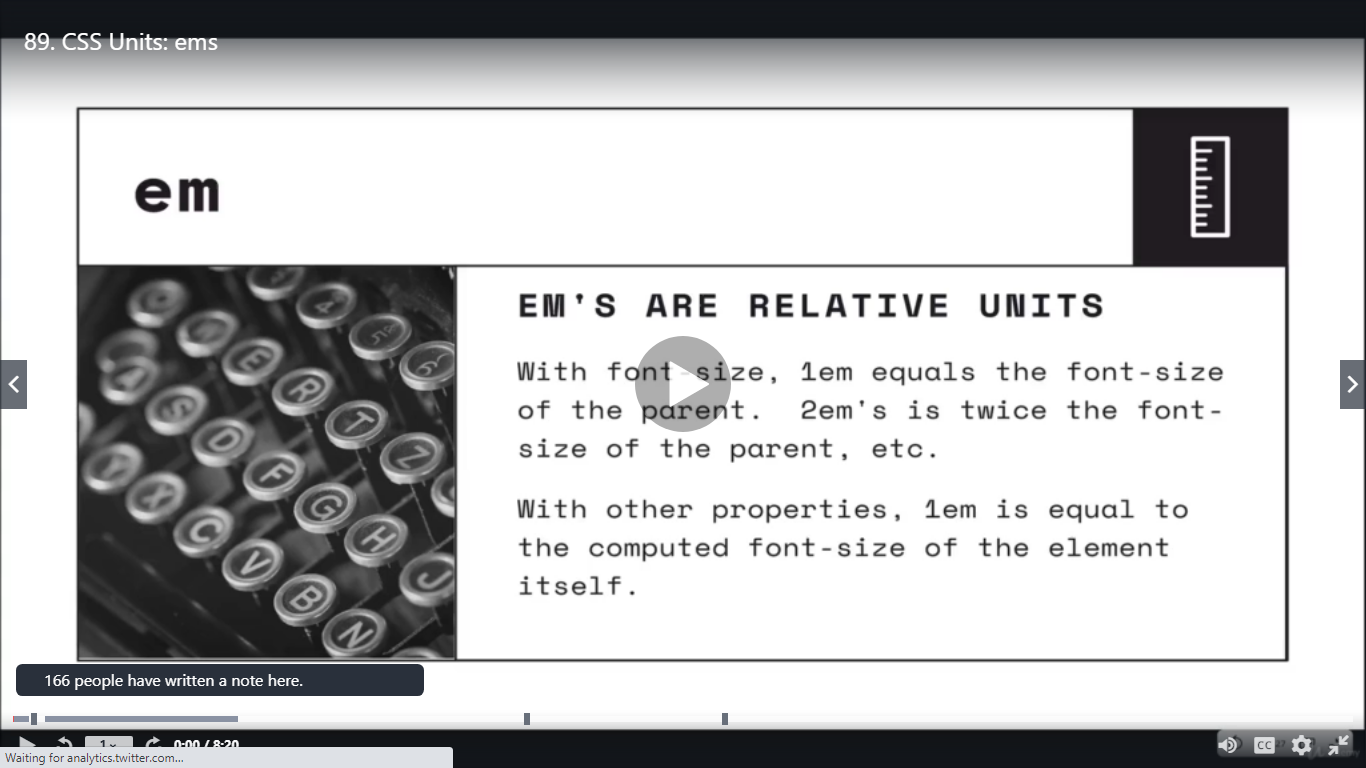 89. CSS Units: ems
em
EM'S ARE RELATIVE UNITS
With font-size, 1em equals the font-size
of the parent.  2em's is twice the font-
size of the parent, etc.
With other properties, 1em is equal to
the computed font-size of the element
itself.
4
E
R
T
Z
A
S
D
F
G
H
J
Y
X
C
V
B
N
166 people have written a note here.
0:00 / 8:20
CC
Waiting for analytics.twitter.com...